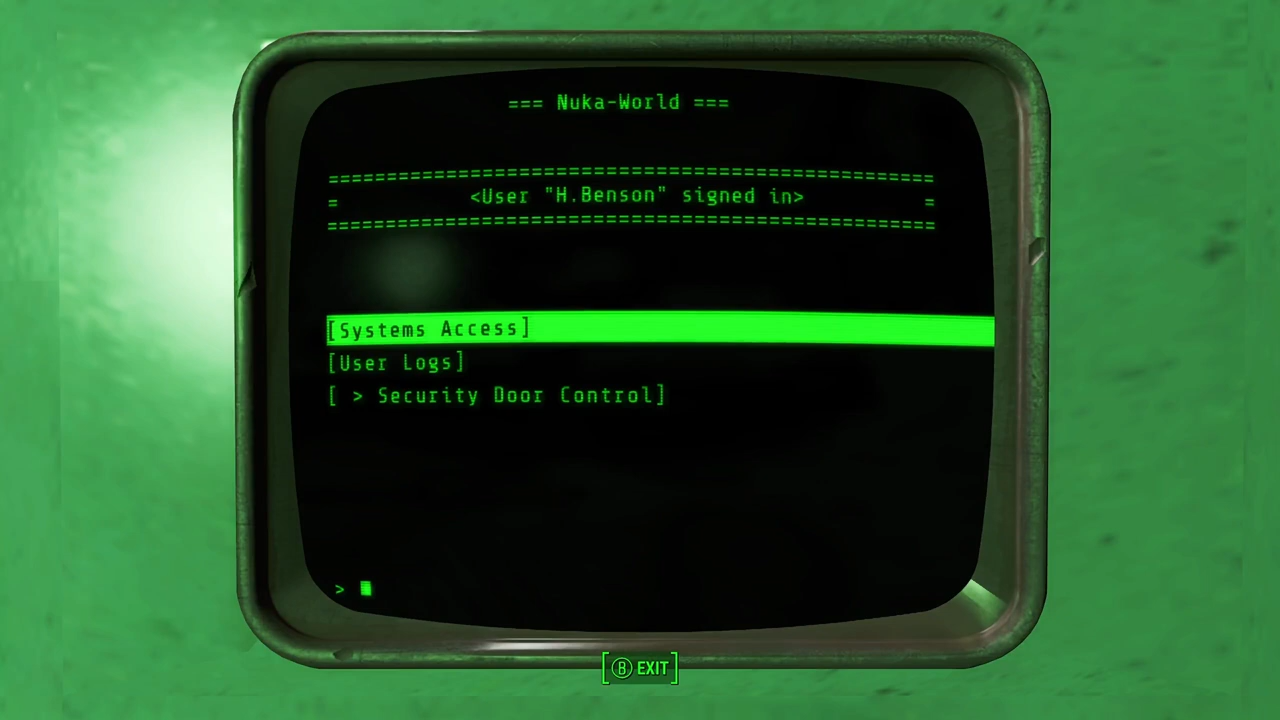 === Nuka-World ===
===============================================================
= <User "H.Benson" signed in> =
===============================================================
[Systems Access]
[User Logs]
[ > Security Door Control]
>
B EXIT